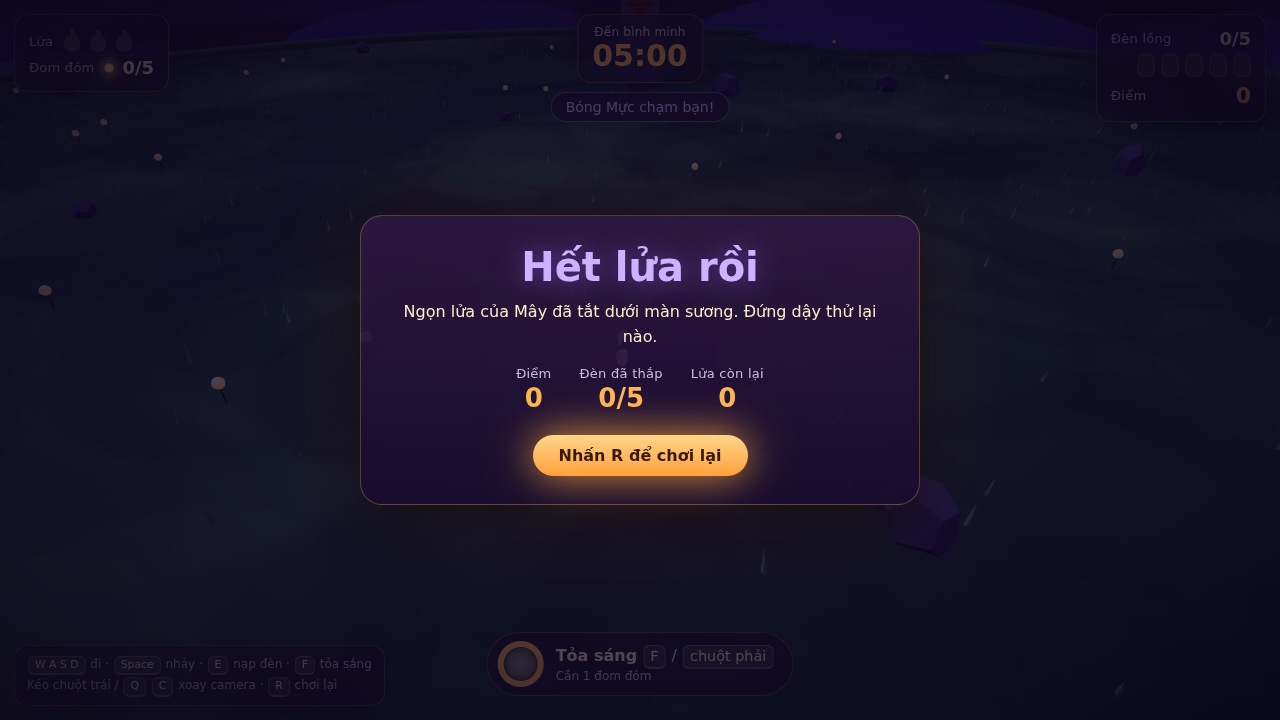 Lửa
Đom đóm 0/5
Đến bình minh
05:00
Bóng Mực chạm bạn!
Đèn lồng 0/5
Điểm 0
Hết lửa rồi
Ngọn lửa của Mây đã tắt dưới màn sương. Đứng dậy thử lại
nào.
Điểm Đèn đã thắp Lửa còn lại
0 0/5 0
Nhấn R để chơi lại
W A S D đi · Space nhảy · E nạp đèn · F tỏa sáng
Kéo chuột trái / Q C xoay camera · R chơi lại
Tỏa sáng F / chuột phải
Cần 1 đom đóm